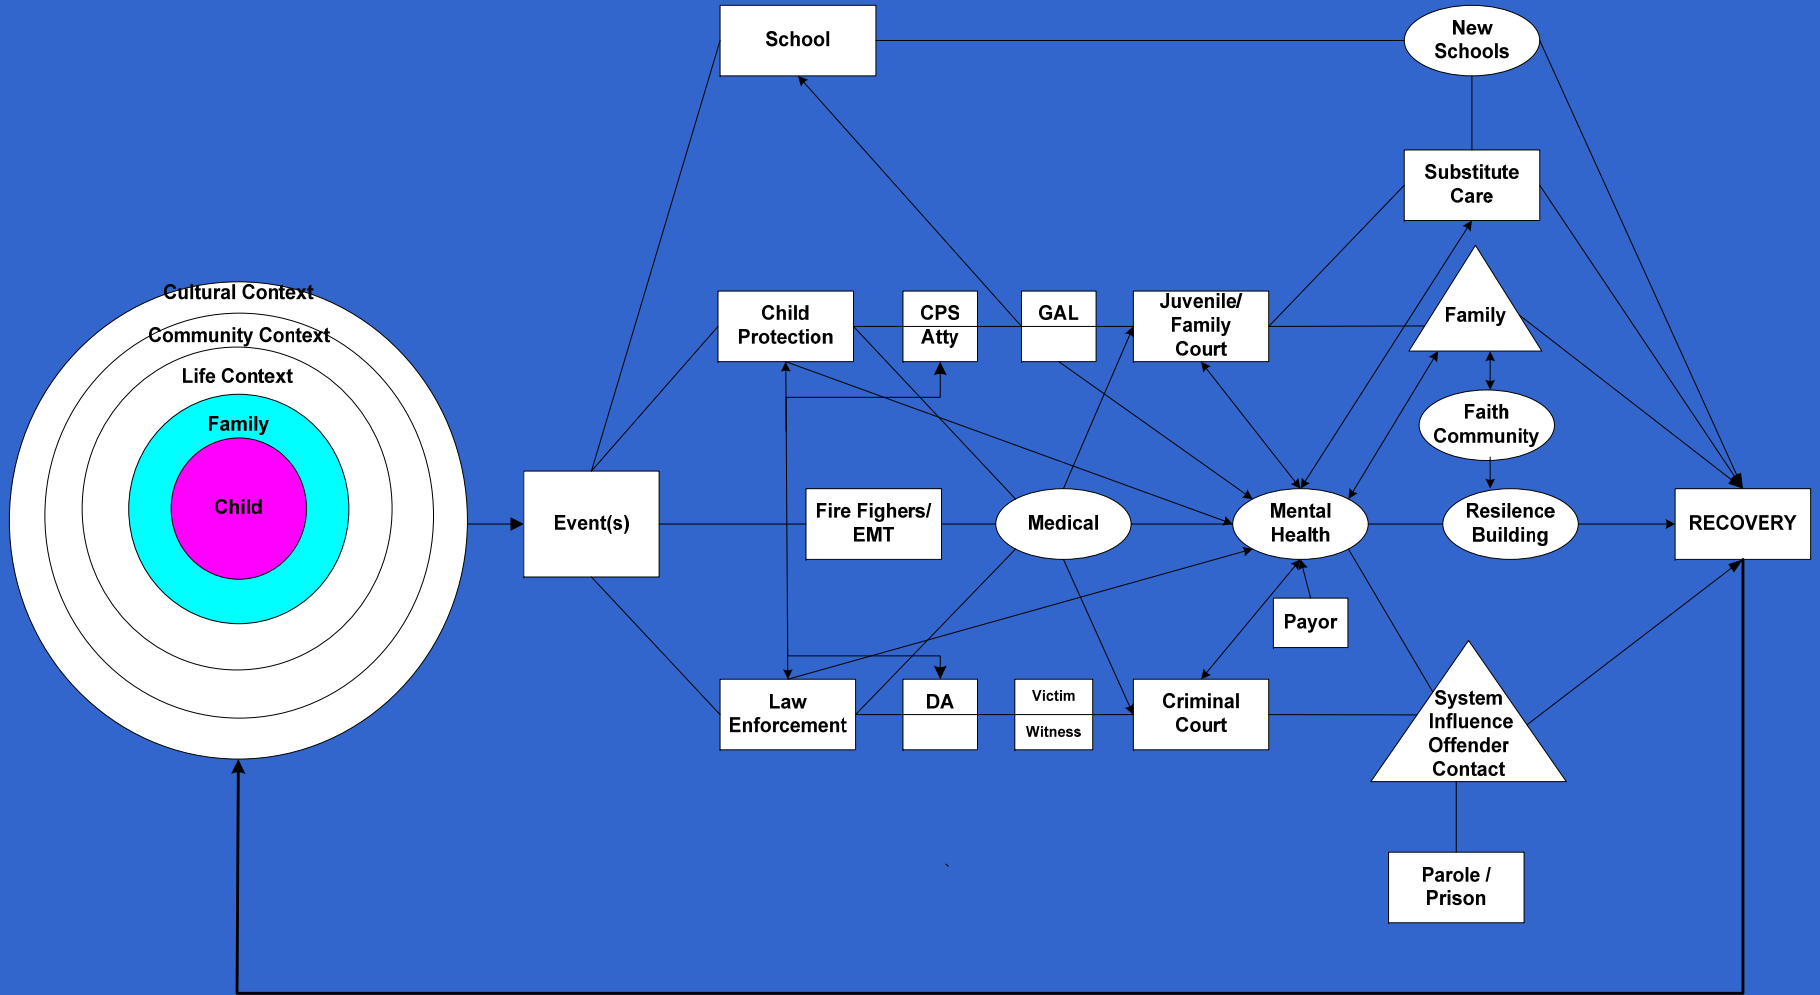 School
New
Schools
Substitute
Care
Cultural Context
Community Context
Life Context
Family
Child
Event(s)
Child
Protection
CPS
Atty
GAL
Juvenile/
Family
Court
Family
Faith
Community
Fire Fighers/
EMT
Medical
Mental
Health
Resilence
Building
RECOVERY
Payor
Law
Enforcement
DA
Victim
Witness
Criminal
Court
System
Influence
Offender
Contact
Parole /
Prison
`